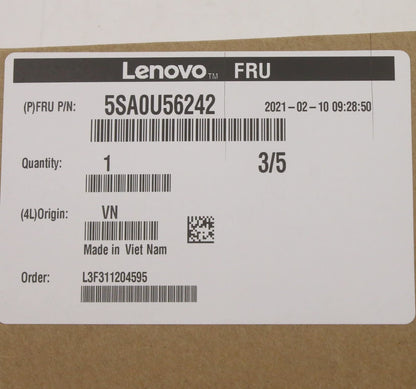 Lenovo™ FRU
(P)FRU P/N: 5SA0U56242 2021-02-10 09:28:50
Quantity: 1 3/5
(4L)Origin: VN
Made in Viet Nam
Order: L3F311204595